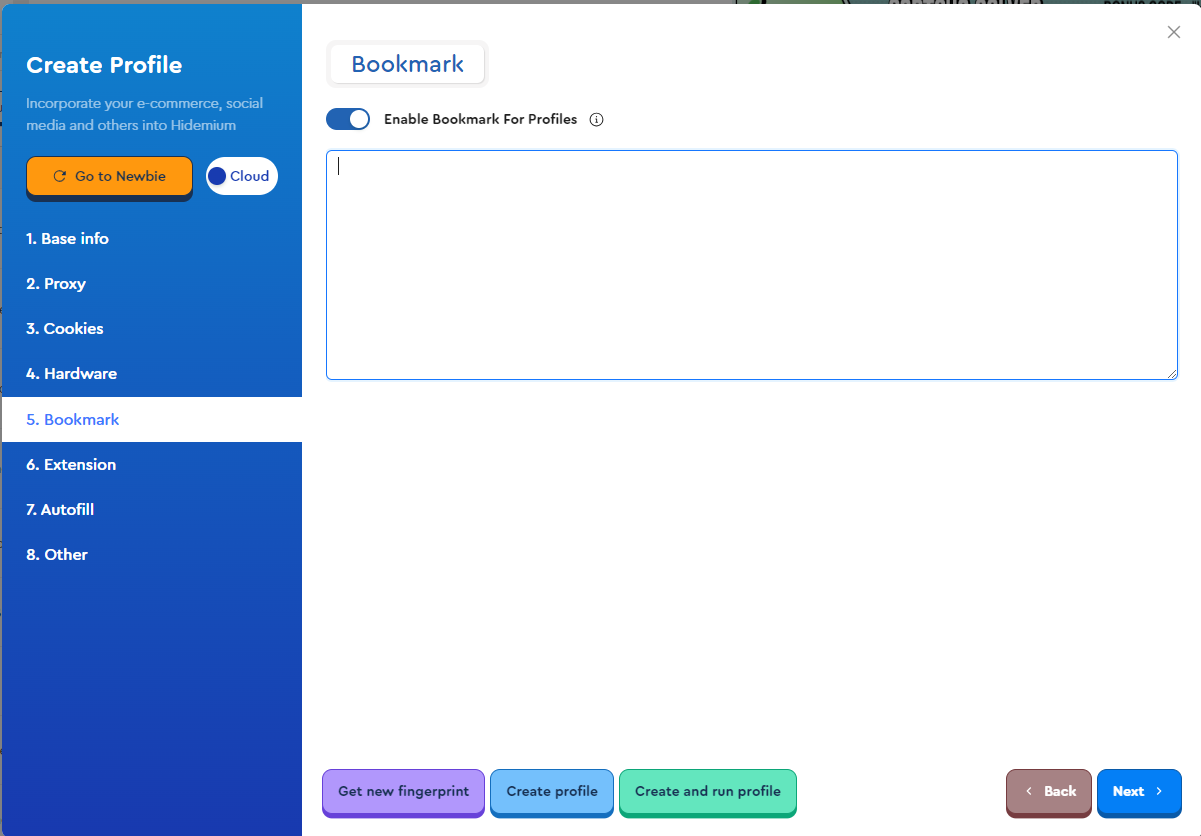 Create Profile
Incorporate your e-commerce, social
media and others into Hidemium
Go to Newbie
Cloud
1. Base info
2. Proxy
3. Cookies
4. Hardware
5. Bookmark
6. Extension
7. Autofill
8. Other
Bookmark
Enable Bookmark For Profiles
Get new fingerprint
Create profile
Create and run profile
Back
Next